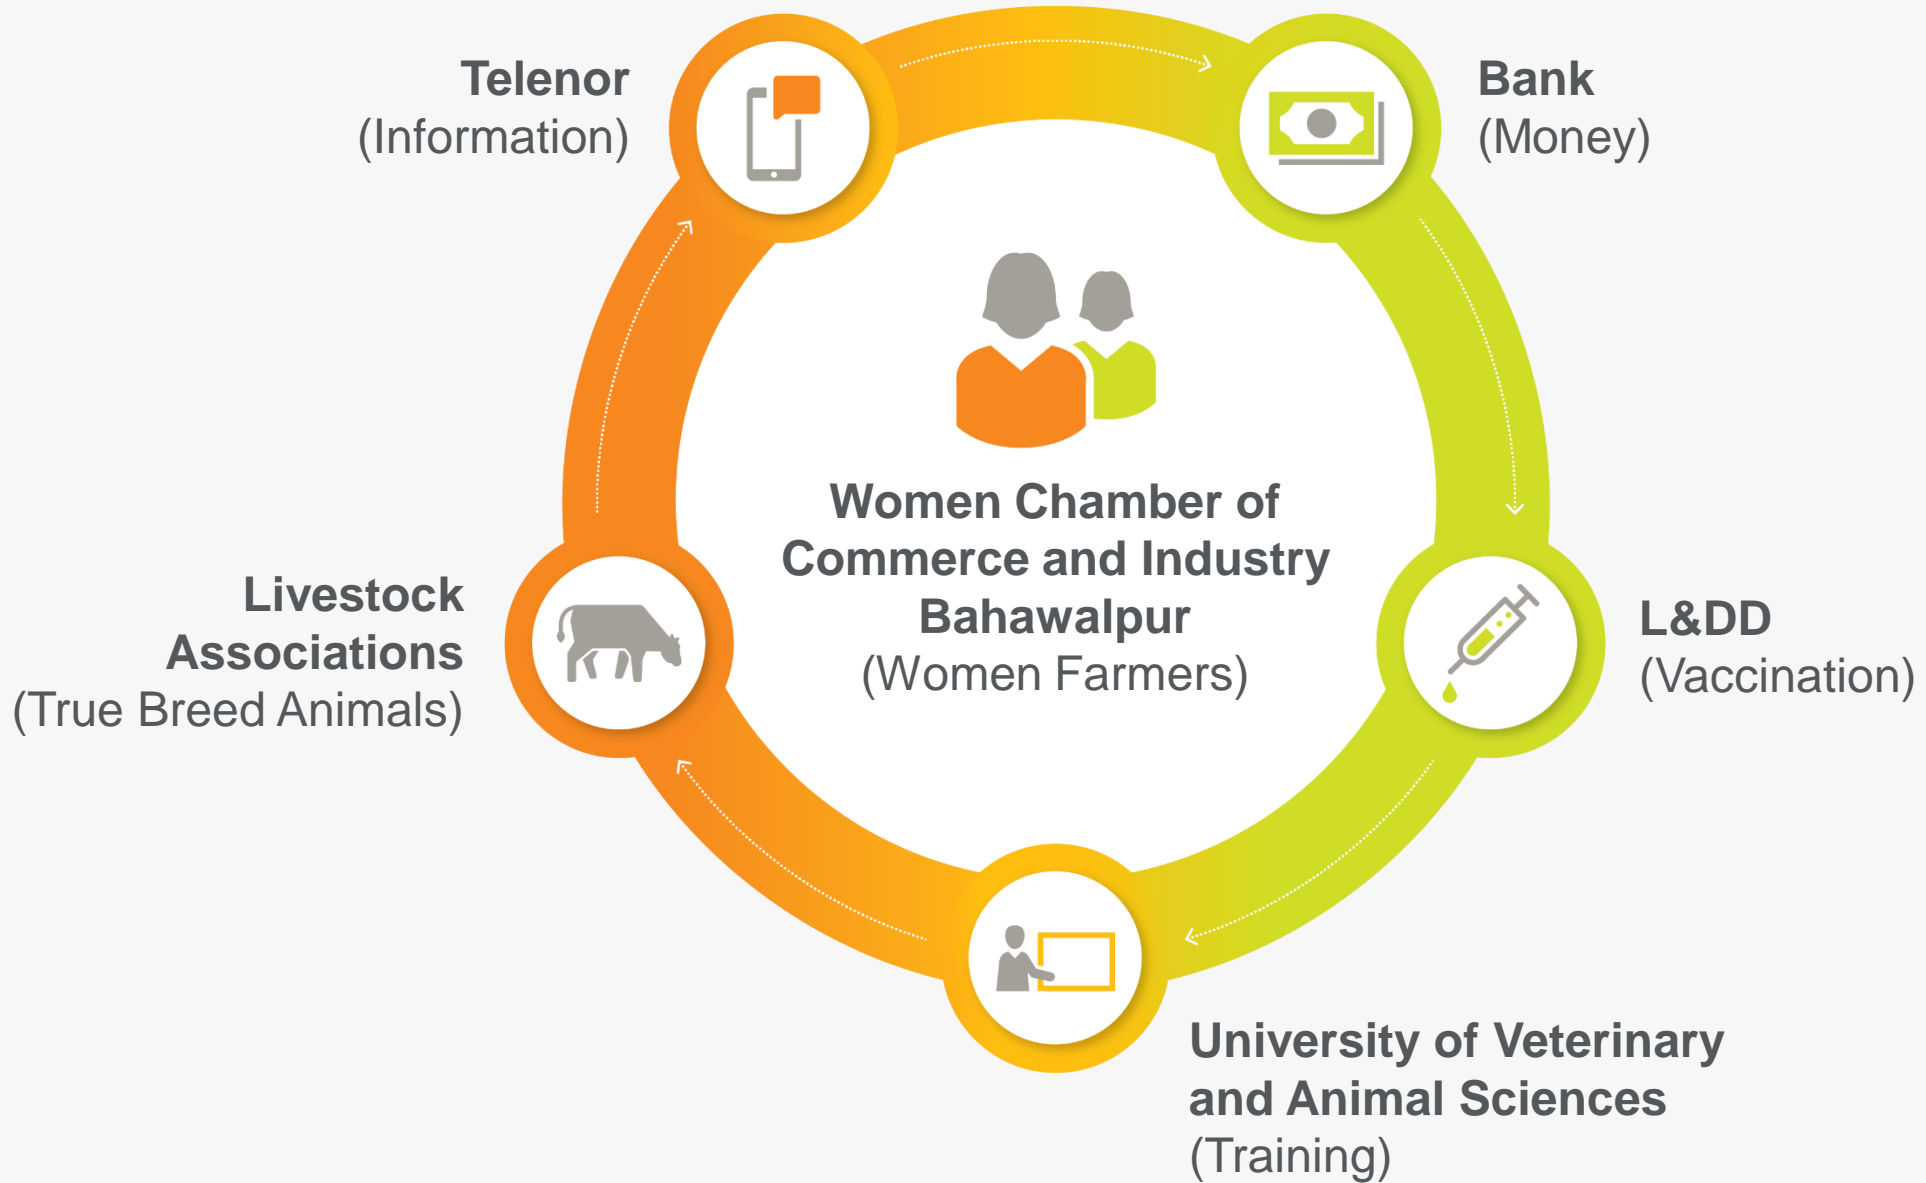 Telenor
(Information)
Bank
(Money)
Women Chamber of
Commerce and Industry
Bahawalpur
(Women Farmers)
Livestock
Associations
(True Breed Animals)
L&DD
(Vaccination)
University of Veterinary
and Animal Sciences
(Training)